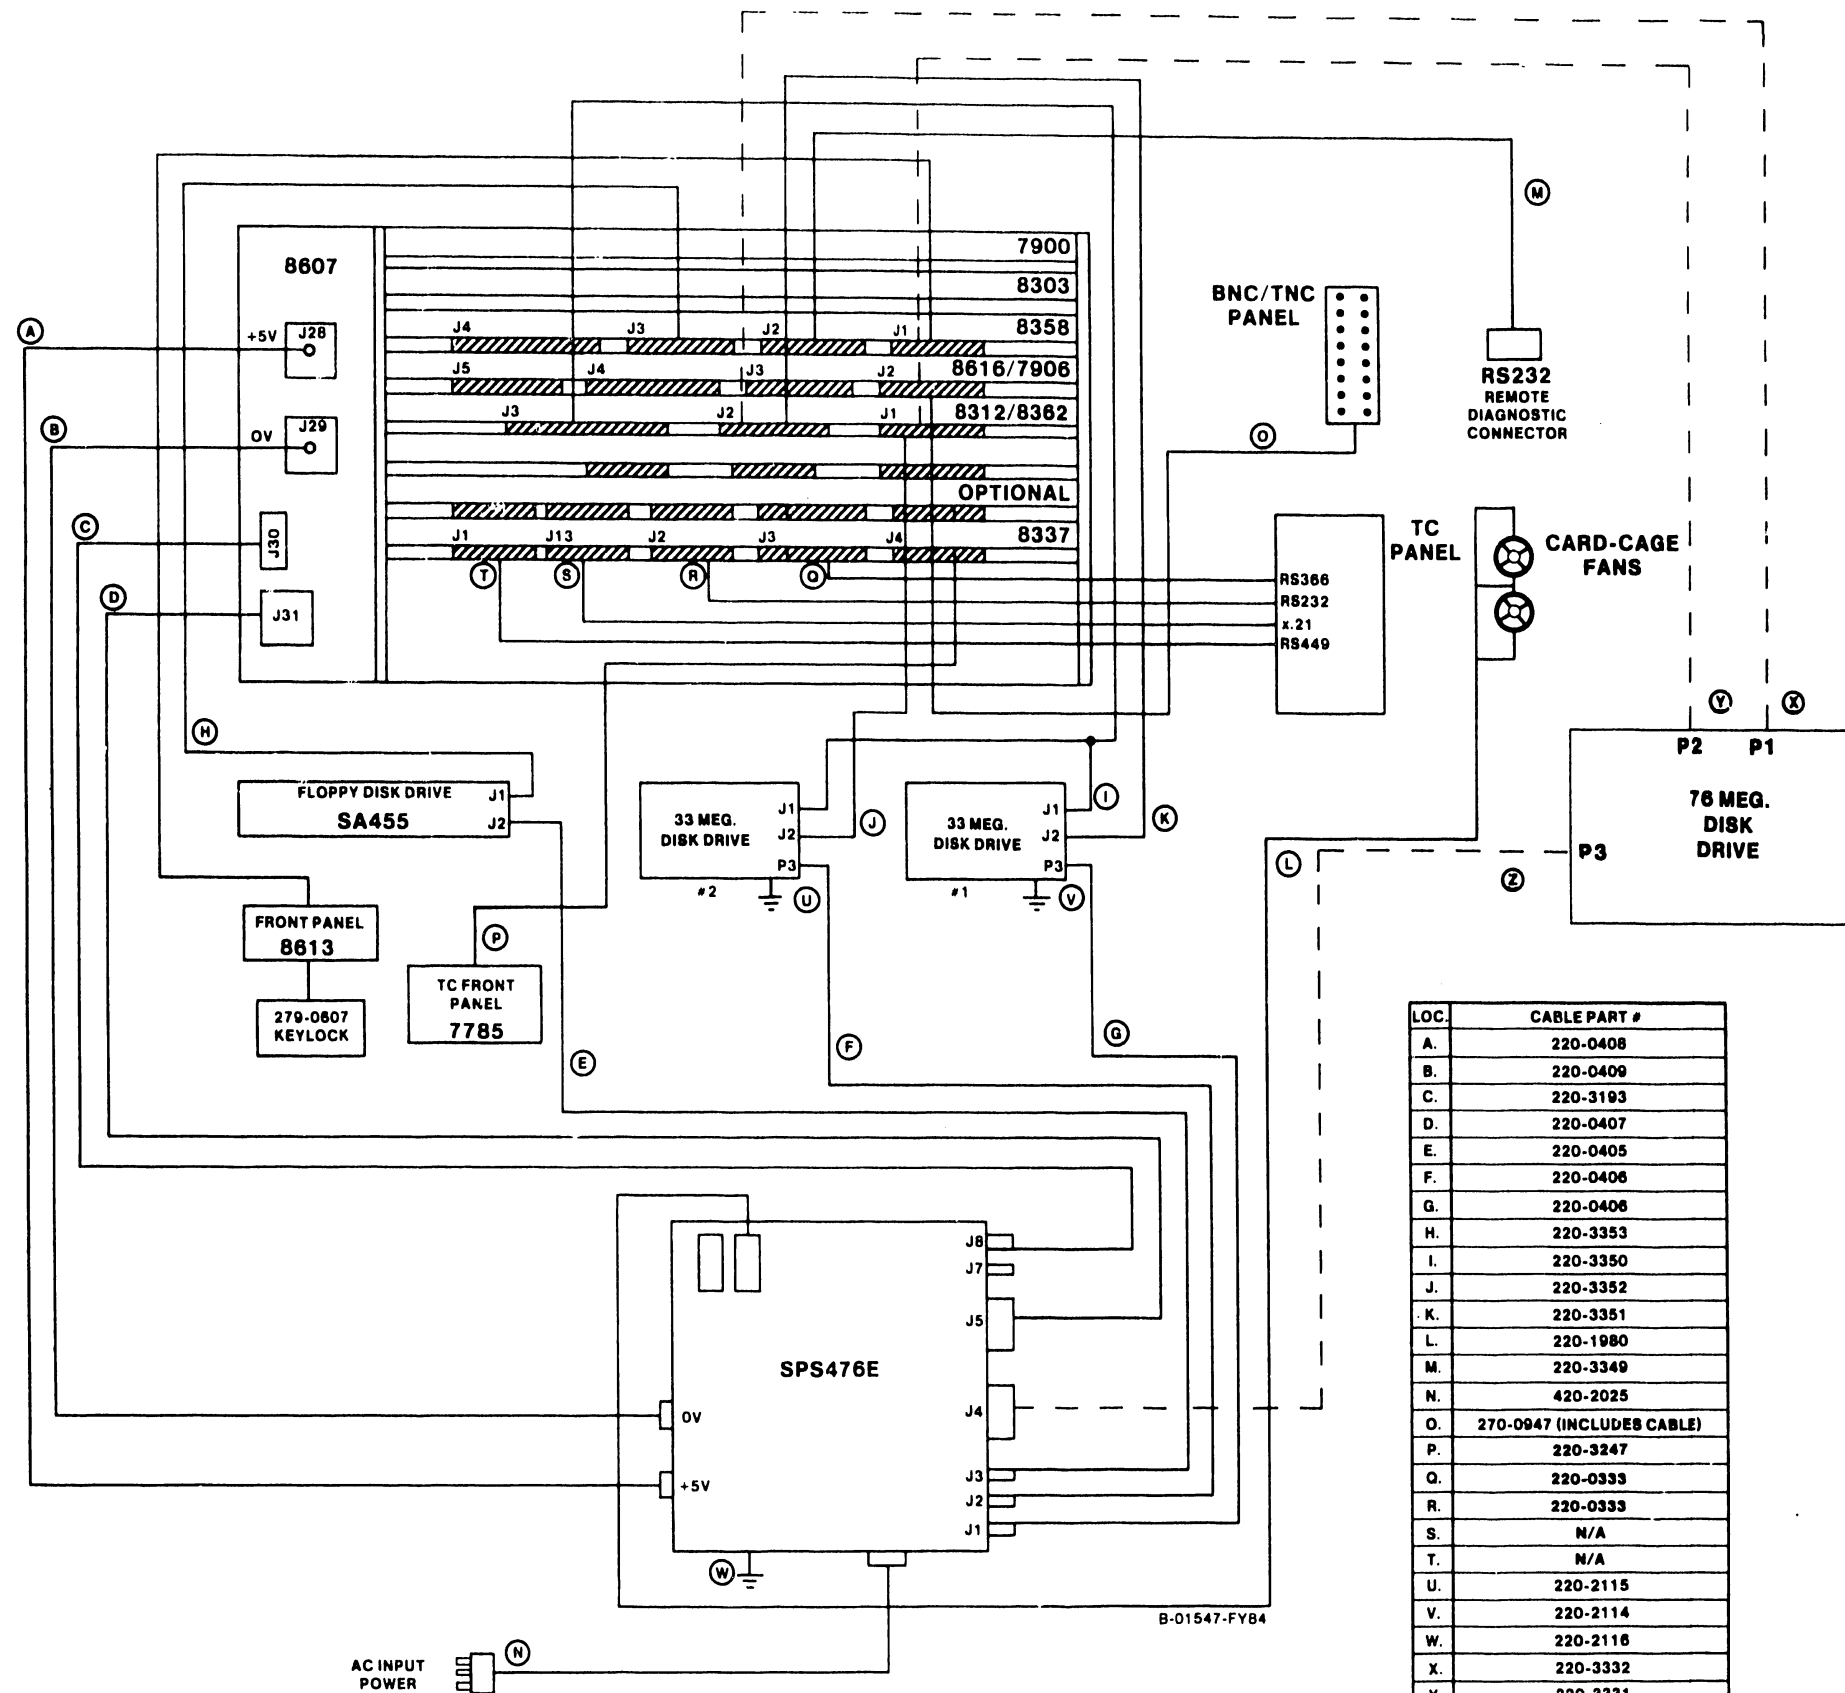 M
7900
8607
8303
BNC/TNC
PANEL
A
+5V
J28
J4
J3
J2
J1
8358
J5
J4
J3
J2
8616/7906
RS232
REMOTE
DIAGNOSTIC
CONNECTOR
B
0V
J29
J3
J2
J1
8312/8362
O
OPTIONAL
C
J30
J1
J13
J2
J3
J4
8337
TC
PANEL
CARD-CAGE
FANS
T
S
R
Q
RS366
RS232
x.21
RS449
D
J31
Y
X
P2
P1
H
FLOPPY DISK DRIVE
SA455
J1
J2
33 MEG.
DISK DRIVE
J1
J2
P3
#2
J
U
33 MEG.
DISK DRIVE
J1
J2
P3
#1
I
K
V
L
76 MEG.
DISK
DRIVE
P3
Z
FRONT PANEL
8613
P
279-0607
KEYLOCK
TC FRONT
PANEL
7785
E
F
G
LOC. CABLE PART #
A. 220-0408
B. 220-0409
C. 220-3193
D. 220-0407
E. 220-0405
F. 220-0406
G. 220-0406
H. 220-3353
I. 220-3350
J. 220-3352
K. 220-3351
L. 220-1980
M. 220-3349
N. 420-2025
O. 270-0947 (INCLUDES CABLE)
P. 220-3247
Q. 220-0333
R. 220-0333
S. N/A
T. N/A
U. 220-2115
V. 220-2114
W. 220-2116
X. 220-3332
J8
J7
J5
SPS476E
J4
0V
+5V
J3
J2
J1
W
B-01547-FY84
N
AC INPUT
POWER